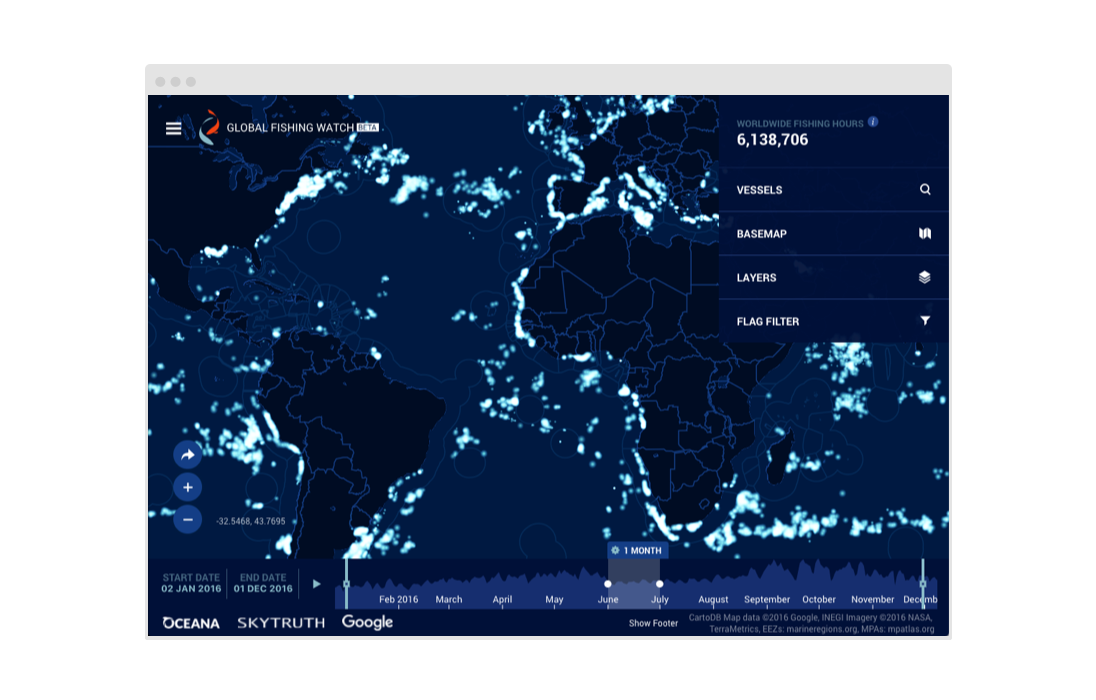 GLOBAL FISHING WATCH BETA
WORLDWIDE FISHING HOURS i
6,138,706
VESSELS
BASEMAP
LAYERS
FLAG FILTER
-32.5468, 43.7695
1 MONTH
START DATE
02 JAN 2016
END DATE
01 DEC 2016
Feb 2016 March April May June July August September October November Decemb
OCEANA SKYTRUTH Google
Show Footer
CartoDB Map data ©2016 Google, INEGI Imagery ©2016 NASA,
TerraMetrics, EEZs: marineregions.org, MPAs: mpatlas.org